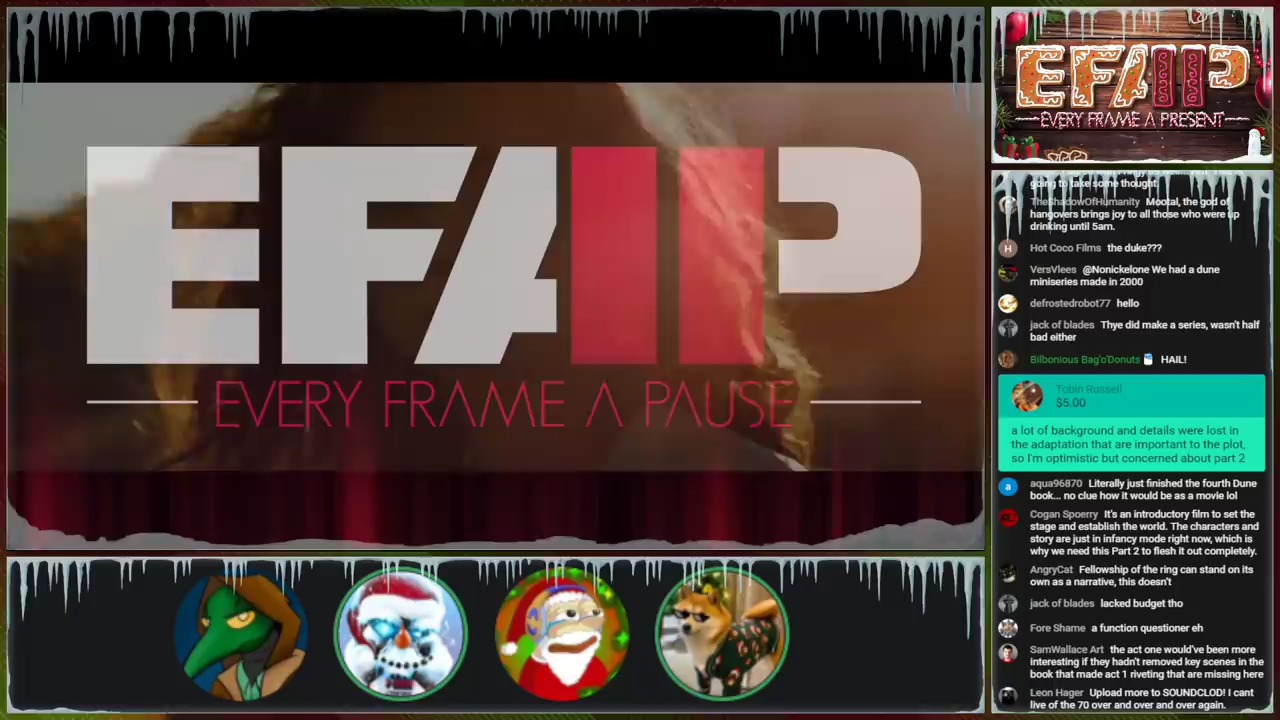 EFAP
EVERY FRAME A PAUSE
EFAP
EVERY FRAME A PRESENT
going to take some thought.
TheShadowOfHumanity Mootal, the god of
hangovers brings joy to all those who were up
drinking until 5am.
H Hot Coco Films the duke???
VersVlees @Nonickelone We had a dune
miniseries made in 2000
defrostedrobot77 hello
jack of blades Thye did make a series, wasn't half
bad either
Bilbonious Bag'o'Donuts HAIL!
Tobin Russell
$5.00
a lot of background and details were lost in
the adaptation that are important to the plot,
so I'm optimistic but concerned about part 2
a aqua96870 Literally just finished the fourth Dune
book... no clue how it would be as a movie lol
Cogan Spoerry It's an introductory film to set the
stage and establish the world. The characters and
story are just in infancy mode right now, which is
why we need this Part 2 to flesh it out completely.
AngryCat Fellowship of the ring can stand on its
own as a narrative, this doesn't
jack of blades lacked budget tho
Fore Shame a function questioner eh
SamWallace Art the act one would've been more
interesting if they hadn't removed key scenes in the
book that made act 1 riveting that are missing here
Leon Hager Upload more to SOUNDCLOD! I cant
live of the 70 over and over and over again.